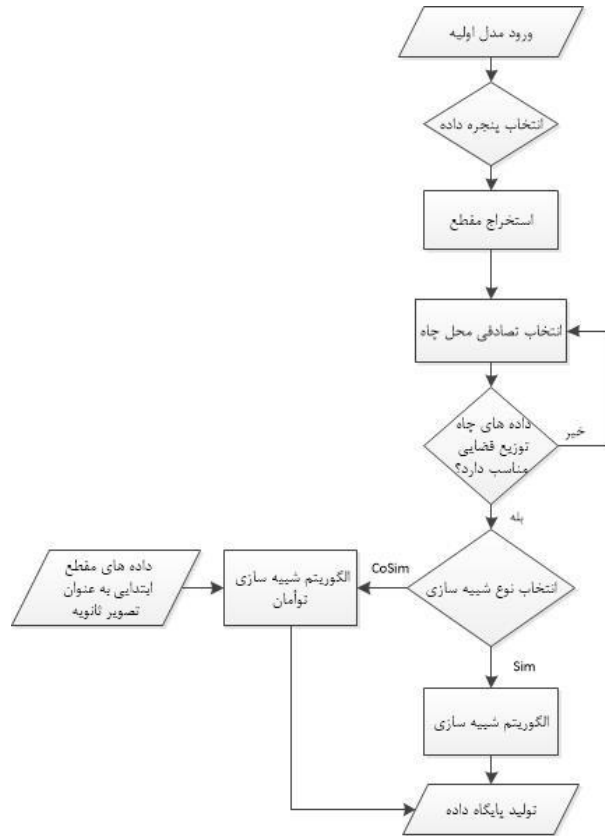 ورود مدل اولیه
انتخاب پنجره داده
استخراج مقطع
انتخاب تصادفی محل چاه
داده های چاه
توزیع فضایی
مناسب دارد؟
خیر
بله
انتخاب نوع شبیه سازی
CoSim
الگوریتم شبیه سازی
توأمان
داده های مقطع
ابتدایی به عنوان
تصویر ثانویه
Sim
الگوریتم شبیه سازی
تولید پایگاه داده